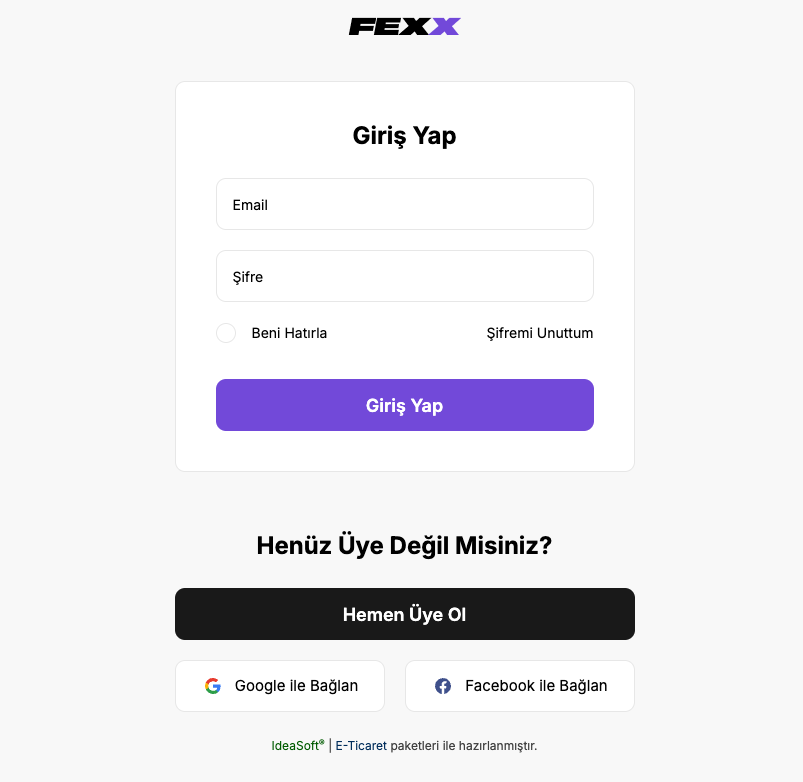 FEXX
Giriş Yap
Email
Şifre
Beni Hatırla Şifremi Unuttum
Giriş Yap
Henüz Üye Değil Misiniz?
Hemen Üye Ol
Google ile Bağlan Facebook ile Bağlan
IdeaSoft® | E-Ticaret paketleri ile hazırlanmıştır.